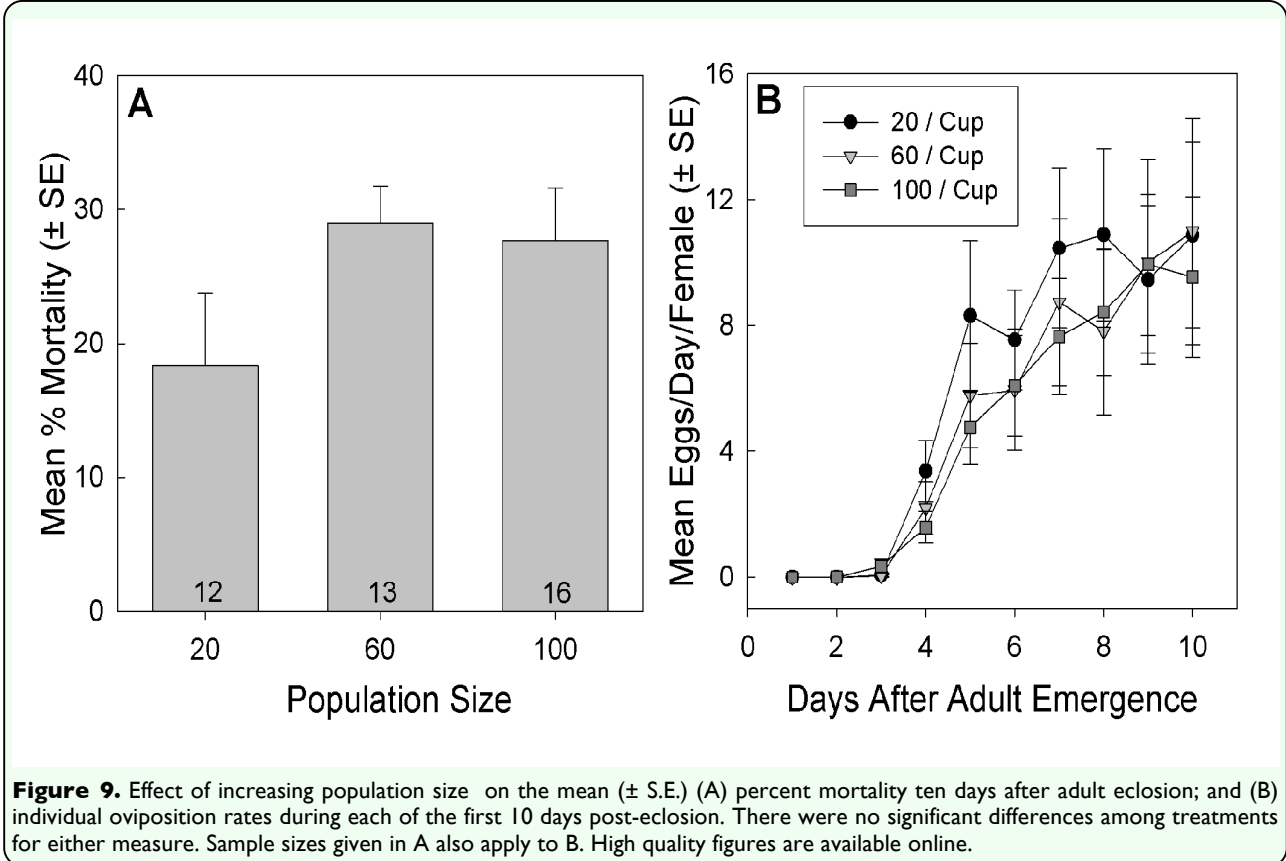 A
Mean % Mortality (± SE)
40
30
20
10
0
12
13
16
20
60
100
Population Size
B
Mean Eggs/Day/Female (± SE)
16
12
8
4
0
20 / Cup
60 / Cup
100 / Cup
0
2
4
6
8
10
Days After Adult Emergence
Figure 9. Effect of increasing population size on the mean (± S.E.) (A) percent mortality ten days after adult eclosion; and (B)
individual oviposition rates during each of the first 10 days post-eclosion. There were no significant differences among treatments
for either measure. Sample sizes given in A also apply to B. High quality figures are available online.